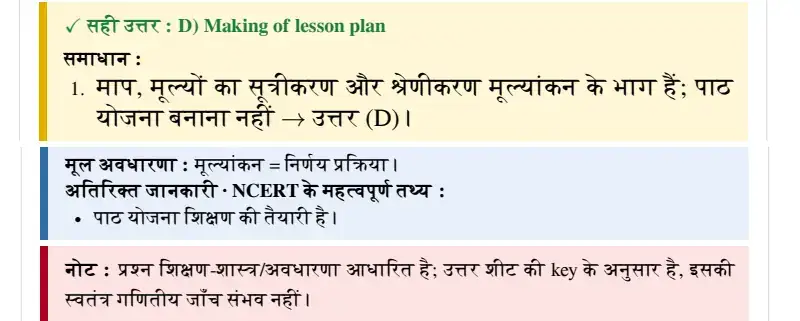 ✓ सही उत्तर : D) Making of lesson plan
समाधान :
1. माप, मूल्यों का सूत्रीकरण और श्रेणीकरण मूल्यांकन के भाग हैं; पाठ
योजना बनाना नहीं → उत्तर (D)।
मूल अवधारणा : मूल्यांकन = निर्णय प्रक्रिया।
अतिरिक्त जानकारी · NCERT के महत्वपूर्ण तथ्य :
• पाठ योजना शिक्षण की तैयारी है।
नोट : प्रश्न शिक्षण-शास्त्र/अवधारणा आधारित है; उत्तर शीट की key के अनुसार है, इसकी
स्वतंत्र गणितीय जाँच संभव नहीं।